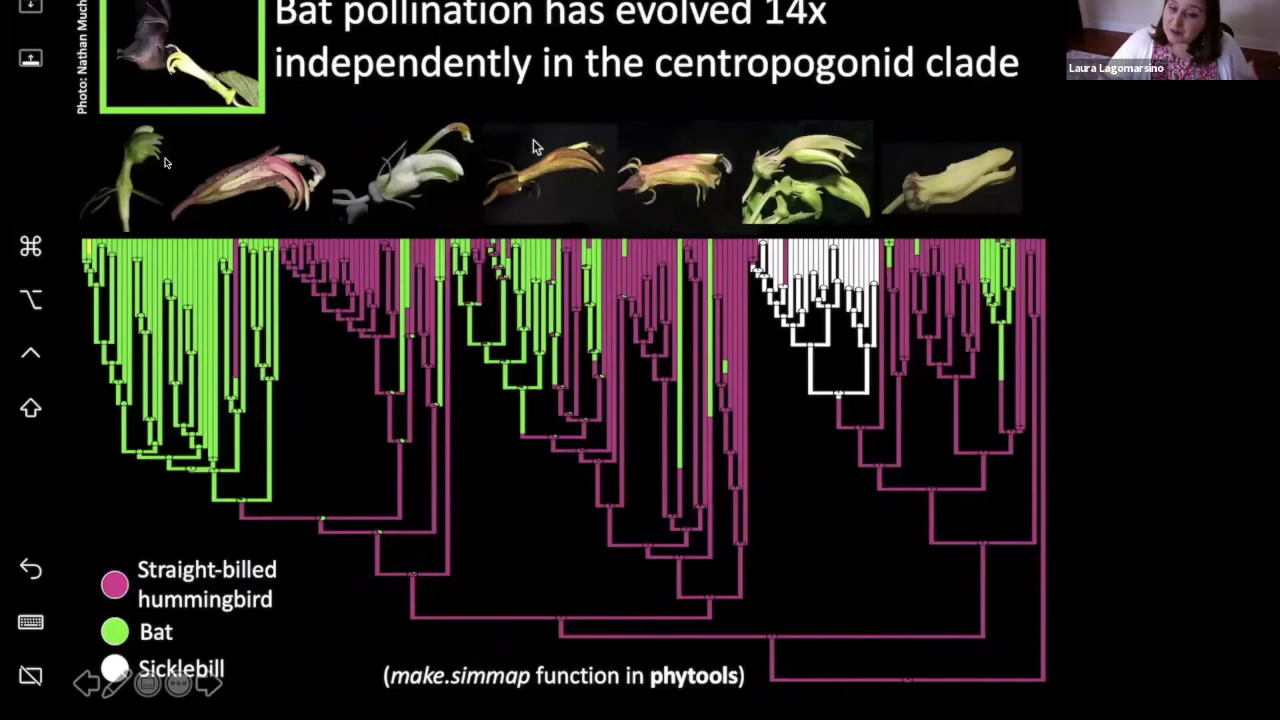 Bat pollination has evolved 14x
independently in the centropogonid clade
Photo: Nathan Much
Laura Lagomarsino
Straight-billed
hummingbird
Bat
Sicklebill
(make.simmap function in phytools)